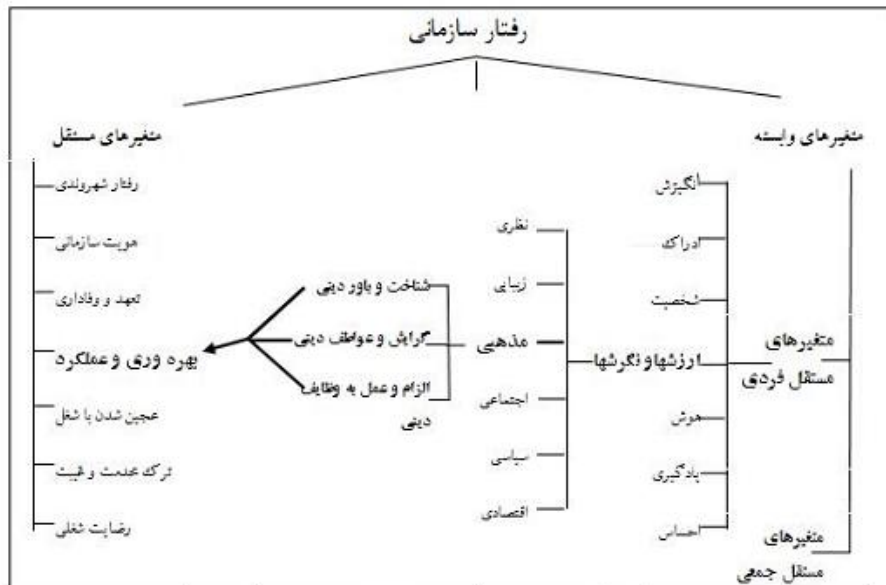 رفتار سازمانی
متغیرهای وابسته
متغیرهای مستقل
متغیرهای
مستقل فردی
متغیرهای
مستقل جمعی
انگیزش
ادراک
شخصیت
ارزشها و نگرشها
هوش
یادگیری
احساس
نظری
زیبایی
مذهبی
اجتماعی
سیاسی
اقتصادی
شناخت و باور دینی
گرایش و عواطف دینی
الزام و عمل به وظایف
دینی
رفتار شهروندی
هویت سازمانی
تعهد و وفاداری
بهره وری و عملکرد
عجین شدن با شغل
ترک خدمت و غیبت
رضایت شغلی